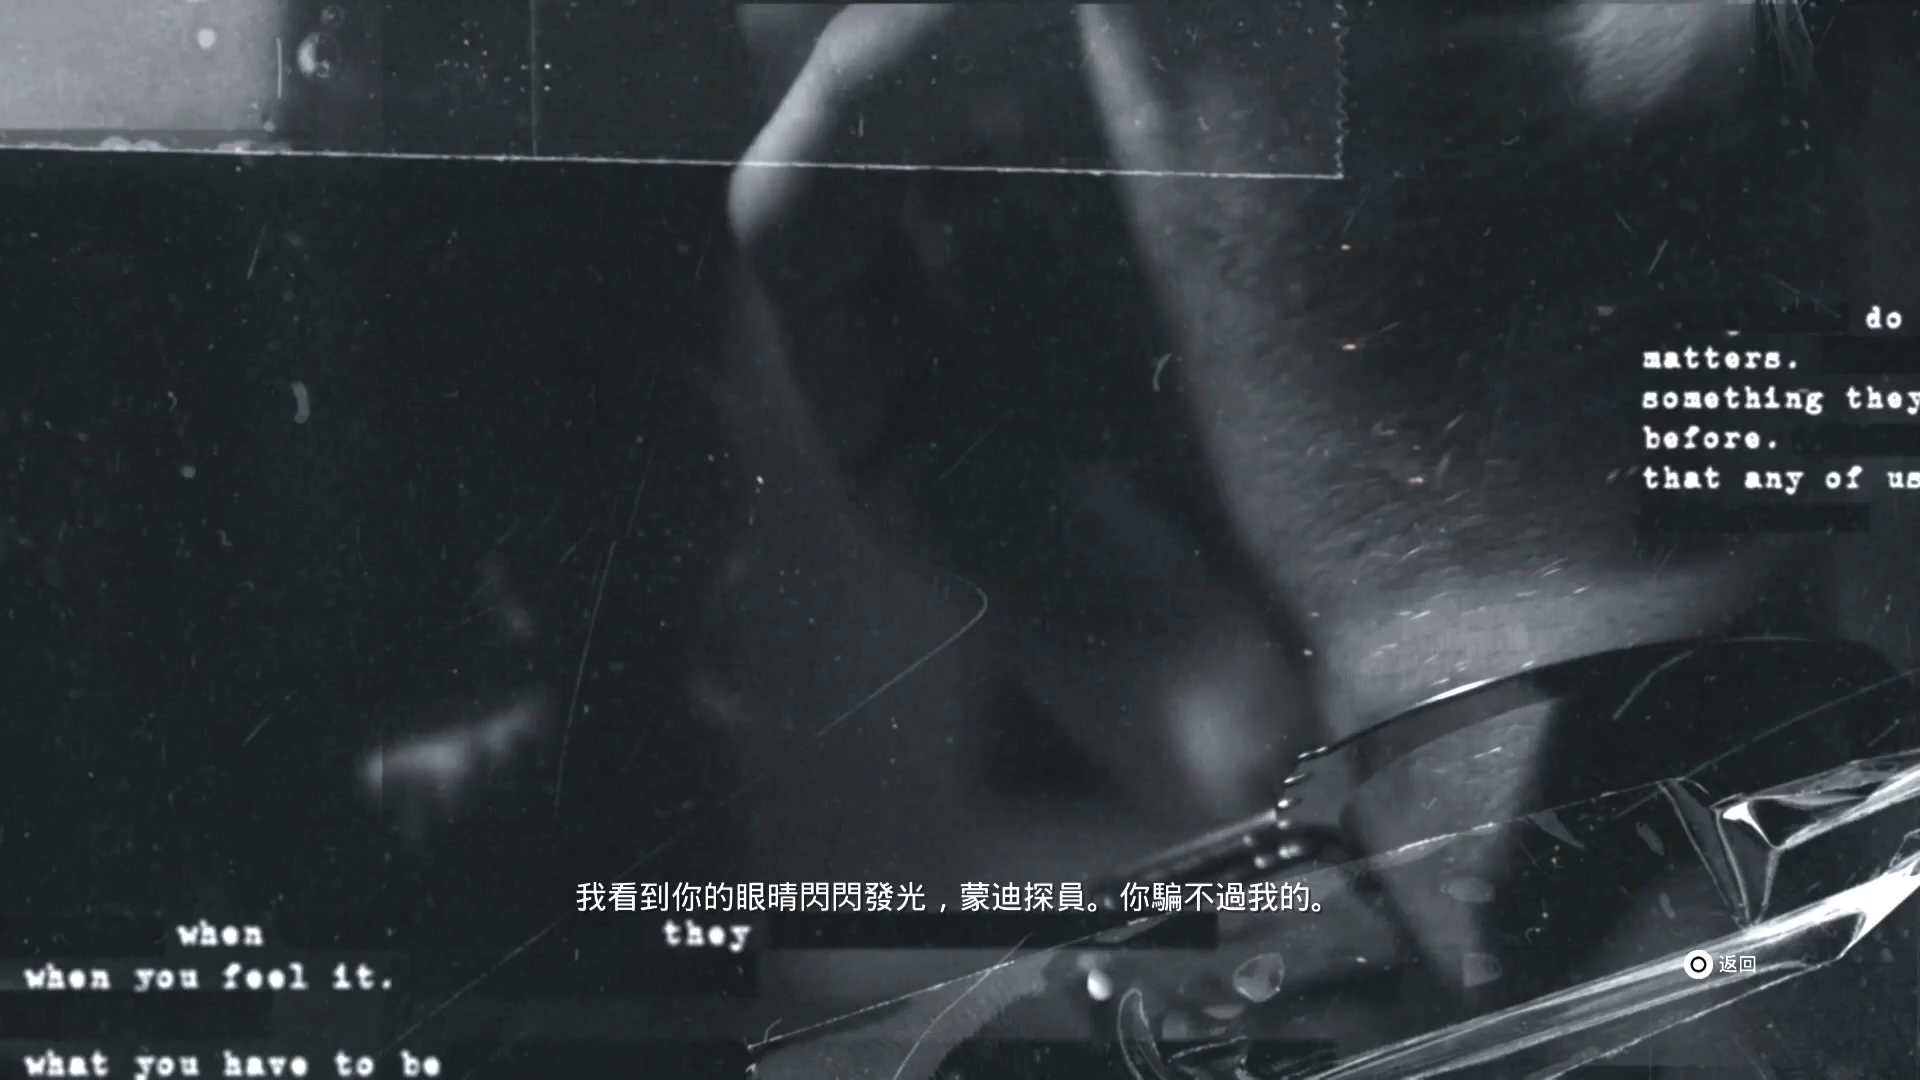 do
matters.
something they
before.
that any of us
我看到你的眼睛閃閃發光，蒙迪探員。你騙不過我的。
when they
when you feel it.
返回
what you have to be